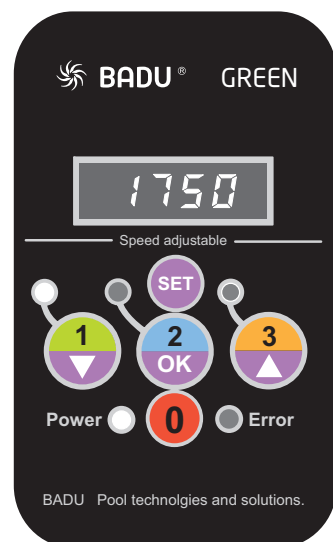 BADU ® GREEN
1750
Speed adjustable
SET
1 2 3
OK
Power 0 Error
BADU Pool technolgies and solutions.